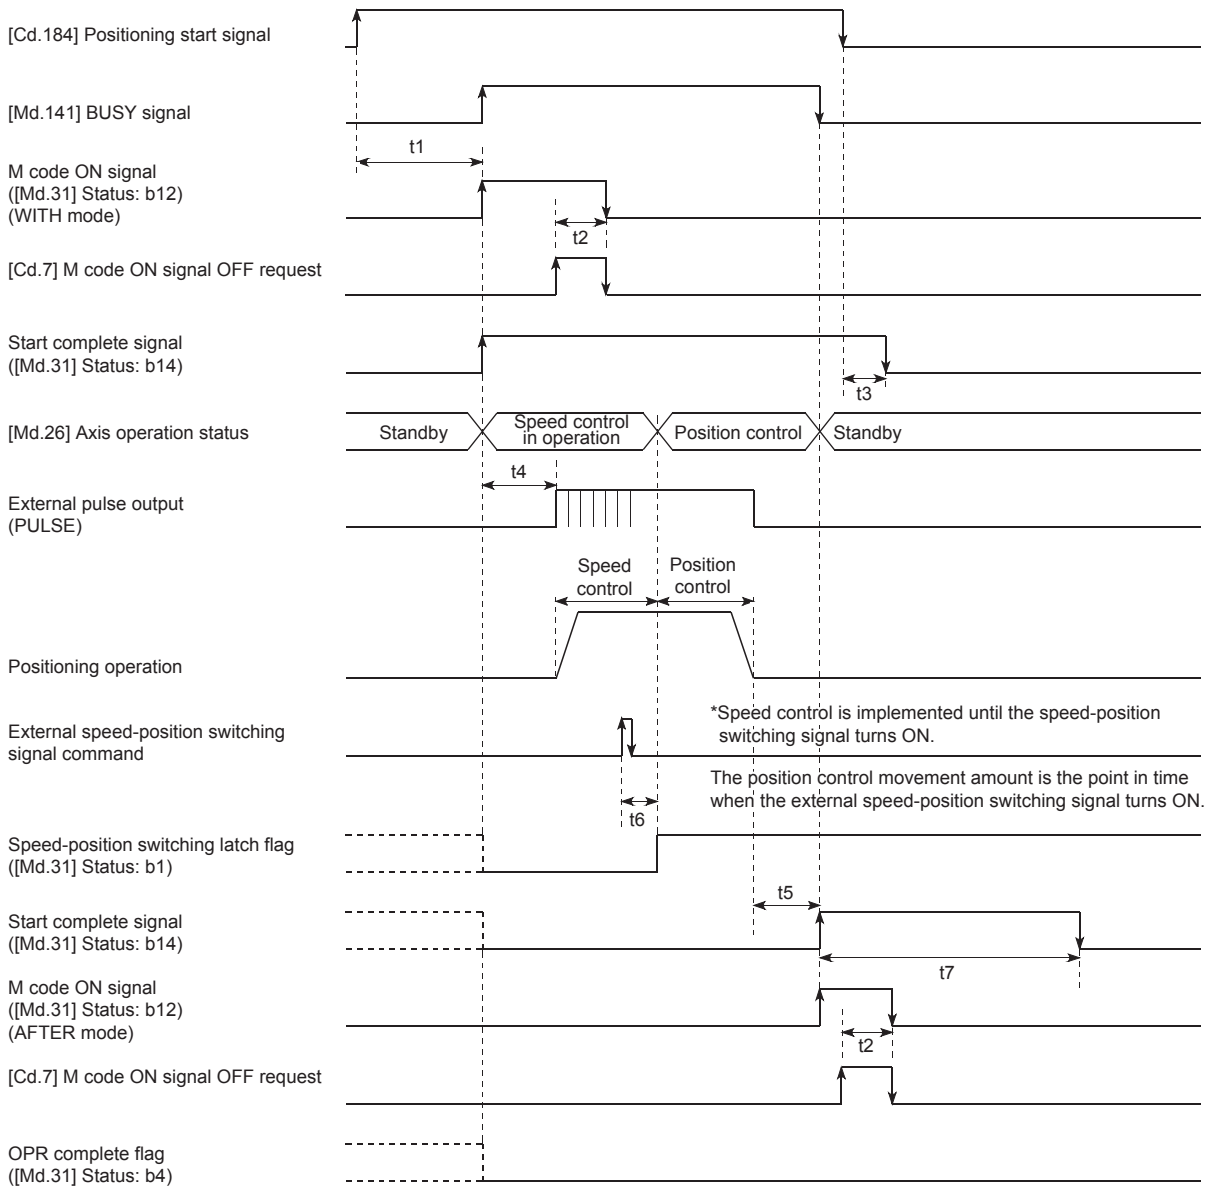 [Cd.184] Positioning start signal
[Md.141] BUSY signal
t1
M code ON signal
([Md.31] Status: b12)
(WITH mode)
t2
[Cd.7] M code ON signal OFF request
Start complete signal
([Md.31] Status: b14)
t3
[Md.26] Axis operation status
Standby
Speed control
in operation
Position control
Standby
t4
External pulse output
(PULSE)
Speed
control
Position
control
Positioning operation
External speed-position switching
signal command
*Speed control is implemented until the speed-position
switching signal turns ON.
The position control movement amount is the point in time
when the external speed-position switching signal turns ON.
t6
Speed-position switching latch flag
([Md.31] Status: b1)
t5
Start complete signal
([Md.31] Status: b14)
t7
M code ON signal
([Md.31] Status: b12)
(AFTER mode)
t2
[Cd.7] M code ON signal OFF request
OPR complete flag
([Md.31] Status: b4)